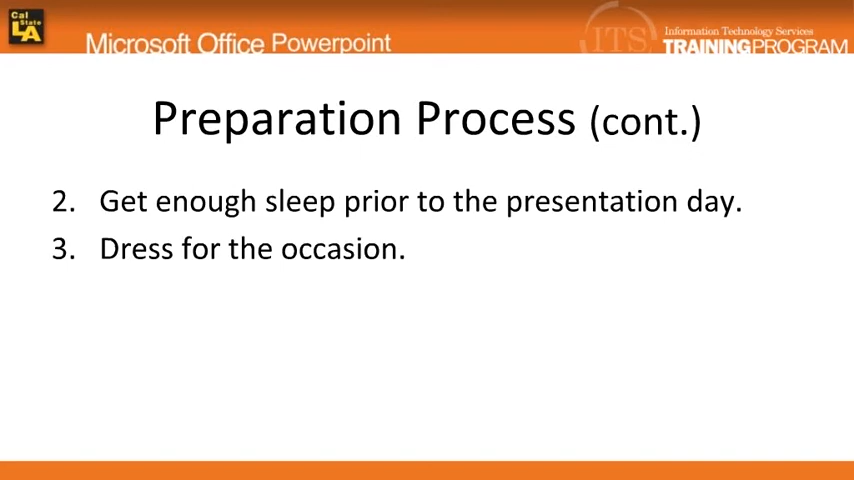 Cal
State
LA
Microsoft Office Powerpoint
ITS
Information Technology Services
TRAINING PROGRAM
Preparation Process (cont.)
2. Get enough sleep prior to the presentation day.
3. Dress for the occasion.